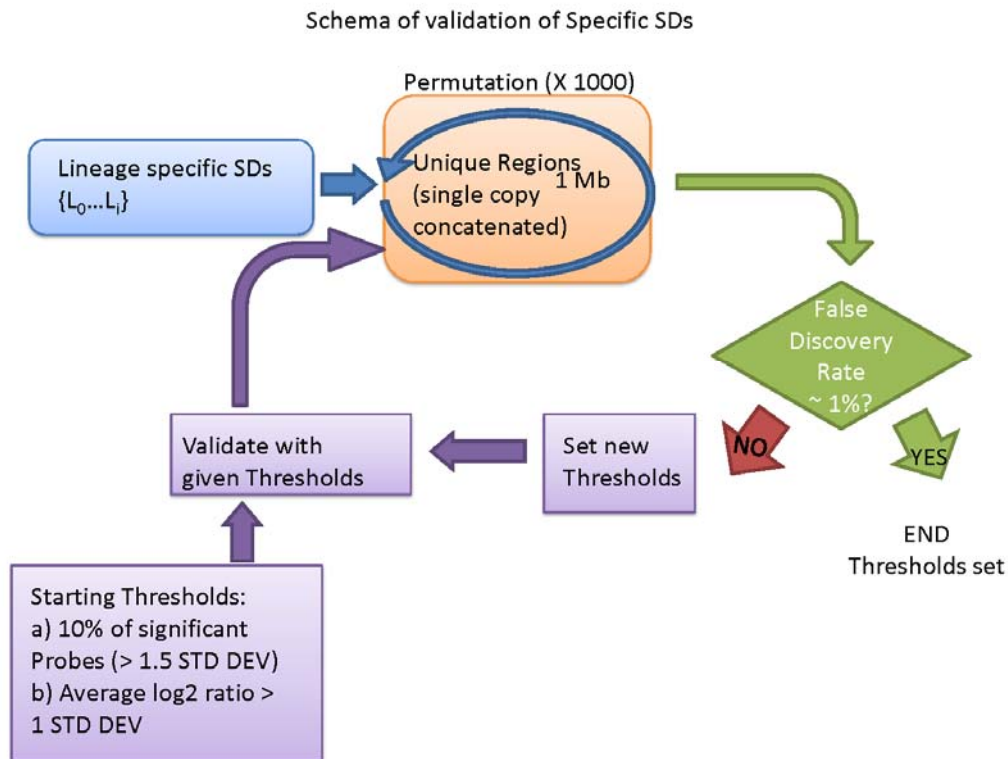 Schema of validation of Specific SDs
Permutation (X 1000)
Lineage specific SDs
{L0...Li}
Unique Regions
(single copy
concatenated)
1 Mb
False
Discovery
Rate
~ 1%?
NO
YES
Validate with
given Thresholds
Set new
Thresholds
END
Thresholds set
Starting Thresholds:
a) 10% of significant
Probes (> 1.5 STD DEV)
b) Average log2 ratio >
1 STD DEV